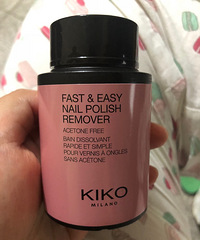 FAST & EASY
NAIL POLISH
REMOVER
ACETONE FREE
BAIN DISSOLVANT
RAPIDE ET SIMPLE
POUR VERNIS A ONGLES
SANS ACÉTONE
KIKO
MILANO